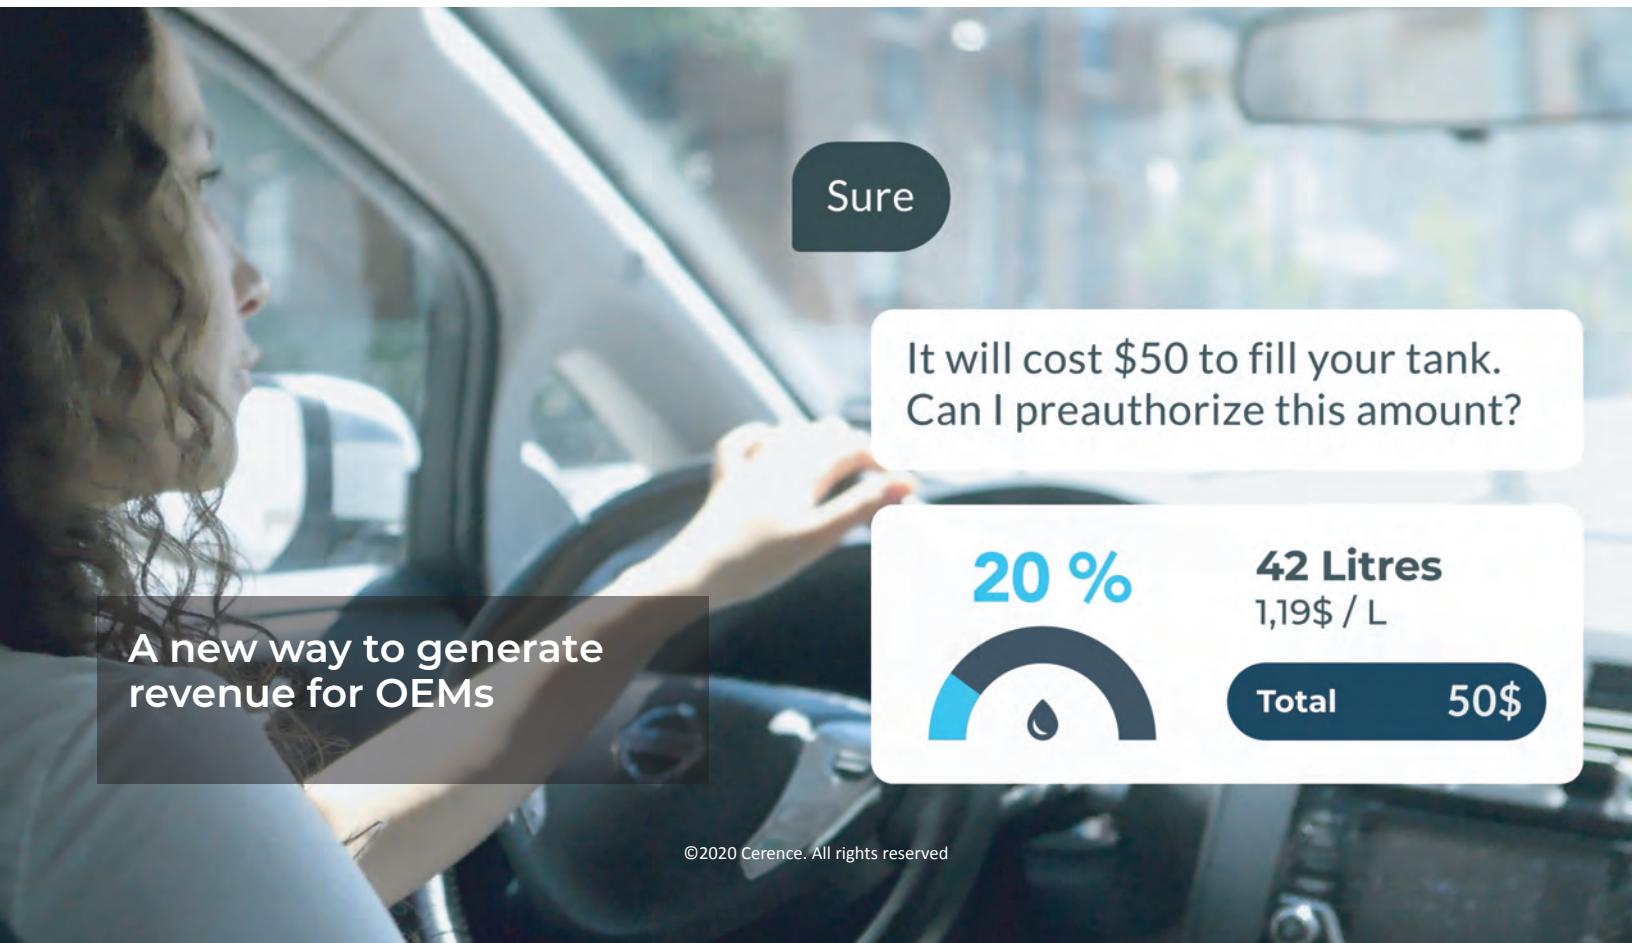 Sure
It will cost $50 to fill your tank.
Can I preauthorize this amount?
20 %
42 Litres
1,19$ / L
Total 50$
A new way to generate
revenue for OEMs
©2020 Cerence. All rights reserved